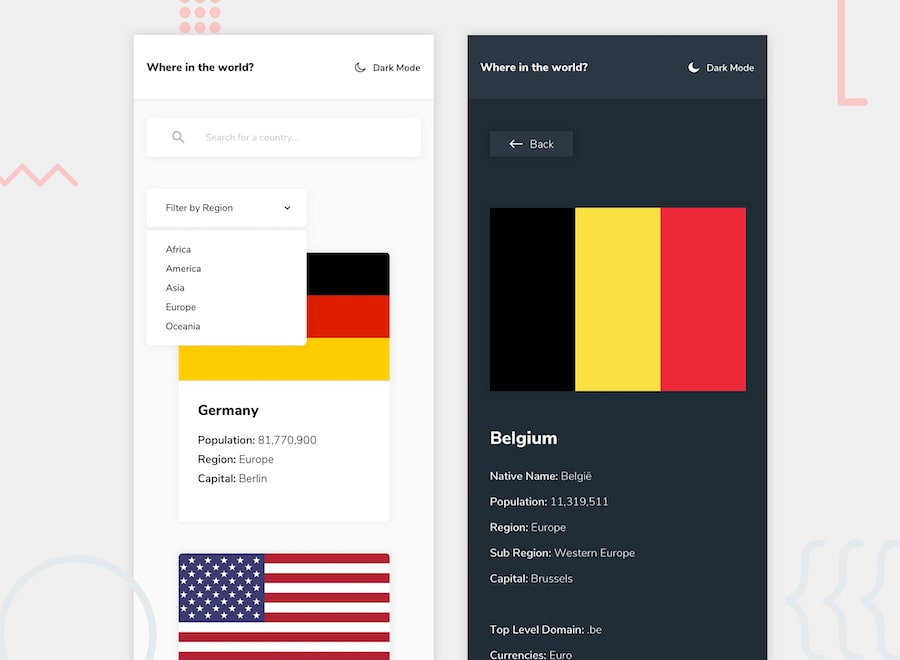 Where in the world?
Dark Mode
Search for a country...
Filter by Region
Africa
America
Asia
Europe
Oceania
Germany
Population: 81,770,900
Region: Europe
Capital: Berlin
Where in the world?
Dark Mode
Back
Belgium
Native Name: België
Population: 11,319,511
Region: Europe
Sub Region: Western Europe
Capital: Brussels
Top Level Domain: .be
Currencies: Euro